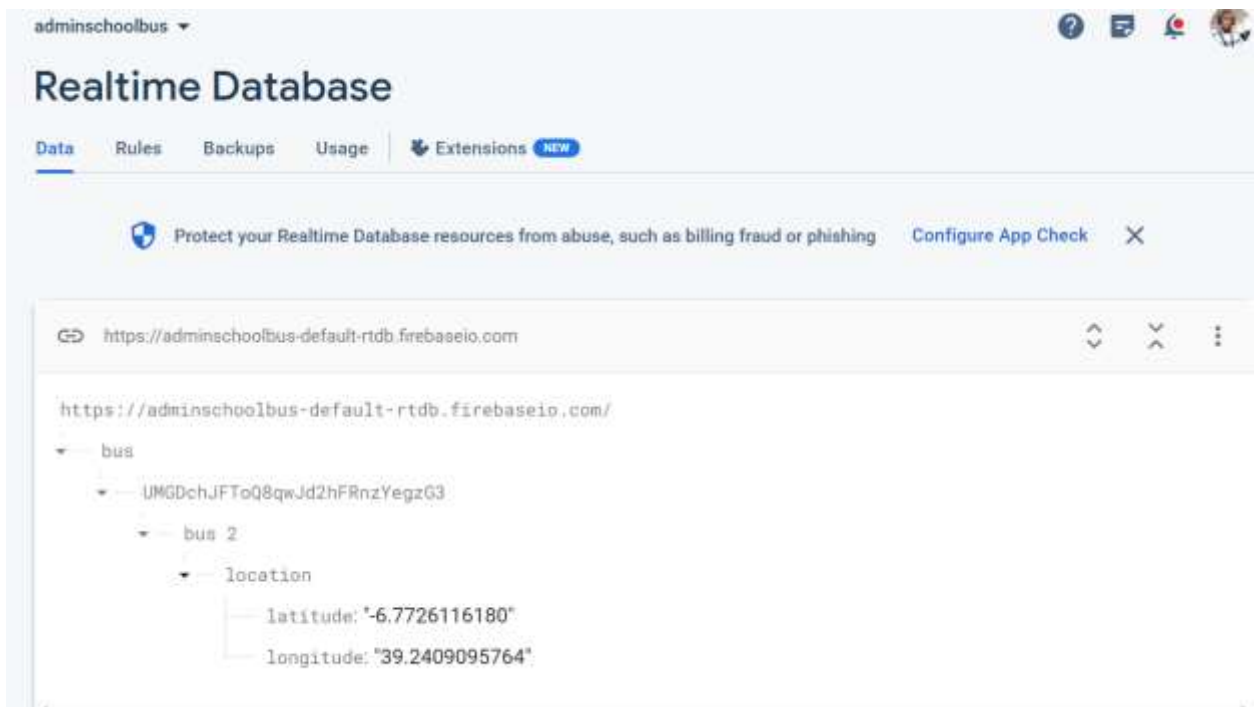 adminschoolbus
Realtime Database
Data Rules Backups Usage Extensions NEW
Protect your Realtime Database resources from abuse, such as billing fraud or phishing Configure App Check
https://adminschoolbus-default-rtdb.firebaseio.com
https://adminschoolbus-default-rtdb.firebaseio.com/
bus
UMGDchJFToQ8qwJd2hFRnzYegzG3
bus 2
location
latitude: "-6.7726116180"
longitude: "39.2409095764"